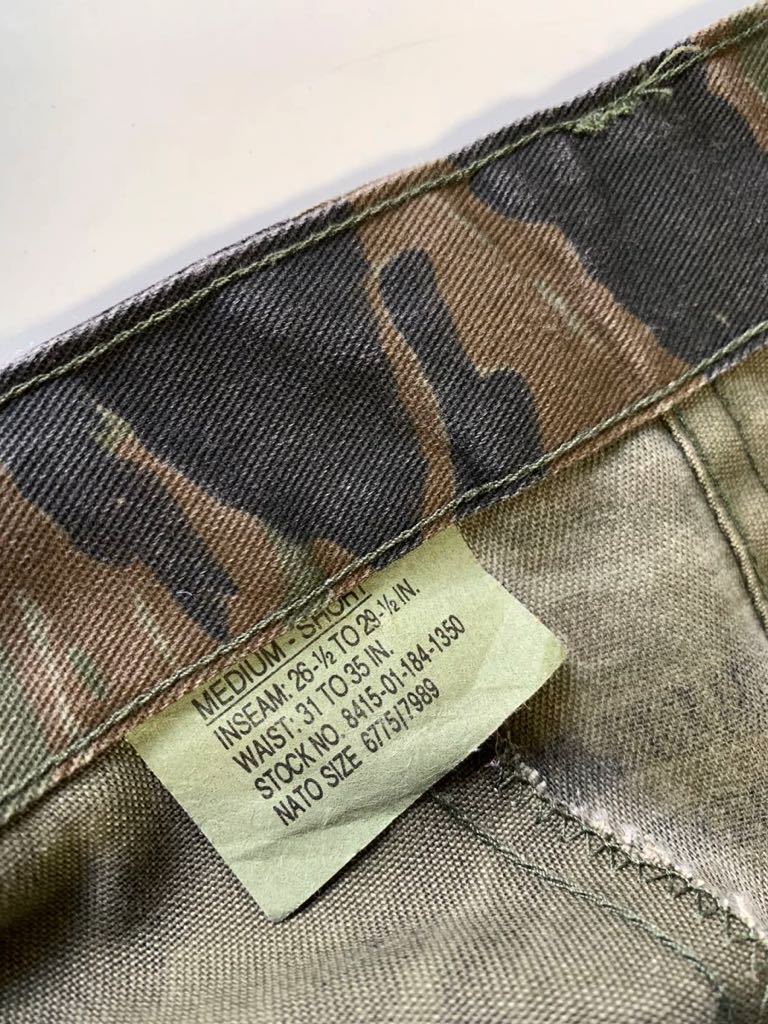 MEDIUM - SHORT
INSEAM: 26-½ TO 29-½ IN.
WAIST: 31 TO 35 IN.
STOCK NO. 8415-01-184-1350
NATO SIZE 6775/7989